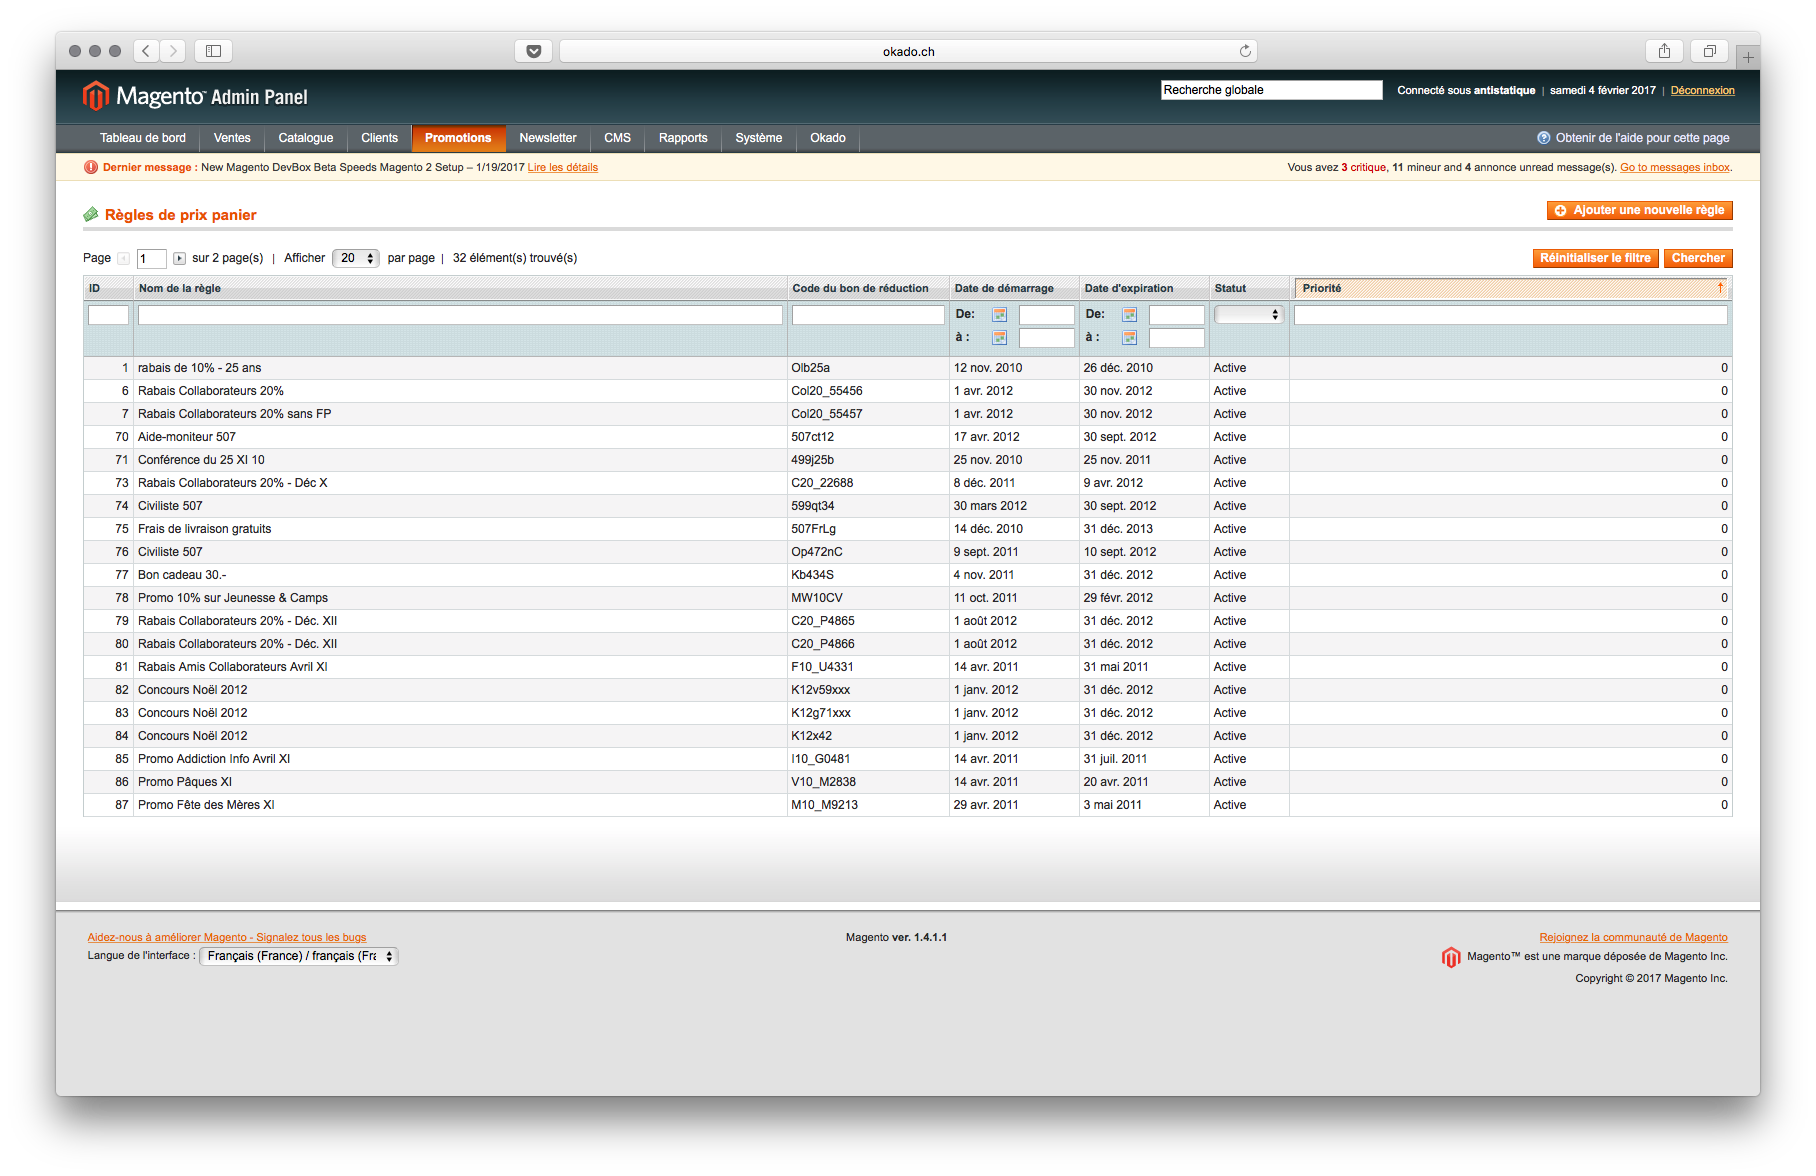 okado.ch
Magento™ Admin Panel
Recherche globale
Connecté sous antistatique | samedi 4 février 2017 | Déconnexion
Tableau de bord Ventes Catalogue Clients Promotions Newsletter CMS Rapports Système Okado
Obtenir de l'aide pour cette page
Dernier message : New Magento DevBox Beta Speeds Magento 2 Setup – 1/19/2017 Lire les détails
Vous avez 3 critique, 11 mineur and 4 annonce unread message(s). Go to messages inbox.
Règles de prix panier
Ajouter une nouvelle règle
Page 1 sur 2 page(s) | Afficher 20 par page | 32 élément(s) trouvé(s)
Réinitialiser le filtre Chercher
ID Nom de la règle Code du bon de réduction Date de démarrage Date d'expiration Statut Priorité ↑
De: De:
à : à :
1 rabais de 10% - 25 ans Olb25a 12 nov. 2010 26 déc. 2010 Active 0
6 Rabais Collaborateurs 20% Col20_55456 1 avr. 2012 30 nov. 2012 Active 0
7 Rabais Collaborateurs 20% sans FP Col20_55457 1 avr. 2012 30 nov. 2012 Active 0
70 Aide-moniteur 507 507ct12 17 avr. 2012 30 sept. 2012 Active 0
71 Conférence du 25 XI 10 499j25b 25 nov. 2010 25 nov. 2011 Active 0
73 Rabais Collaborateurs 20% - Déc X C20_22688 8 déc. 2011 9 avr. 2012 Active 0
74 Civiliste 507 599qt34 30 mars 2012 30 sept. 2012 Active 0
75 Frais de livraison gratuits 507FrLg 14 déc. 2010 31 déc. 2013 Active 0
76 Civiliste 507 Op472nC 9 sept. 2011 10 sept. 2012 Active 0
77 Bon cadeau 30.- Kb434S 4 nov. 2011 31 déc. 2012 Active 0
78 Promo 10% sur Jeunesse & Camps MW10CV 11 oct. 2011 29 févr. 2012 Active 0
79 Rabais Collaborateurs 20% - Déc. XII C20_P4865 1 août 2012 31 déc. 2012 Active 0
80 Rabais Collaborateurs 20% - Déc. XII C20_P4866 1 août 2012 31 déc. 2012 Active 0
81 Rabais Amis Collaborateurs Avril XI F10_U4331 14 avr. 2011 31 mai 2011 Active 0
82 Concours Noël 2012 K12v59xxx 1 janv. 2012 31 déc. 2012 Active 0
83 Concours Noël 2012 K12g71xxx 1 janv. 2012 31 déc. 2012 Active 0
84 Concours Noël 2012 K12x42 1 janv. 2012 31 déc. 2012 Active 0
85 Promo Addiction Info Avril XI I10_G0481 14 avr. 2011 31 juil. 2011 Active 0
86 Promo Pâques XI V10_M2838 14 avr. 2011 20 avr. 2011 Active 0
87 Promo Fête des Mères XI M10_M9213 29 avr. 2011 3 mai 2011 Active 0
Aidez-nous à améliorer Magento - Signalez tous les bugs
Langue de l'interface : Français (France) / français (Fra
Magento ver. 1.4.1.1
Rejoignez la communauté de Magento
Magento™ est une marque déposée de Magento Inc.
Copyright © 2017 Magento Inc.